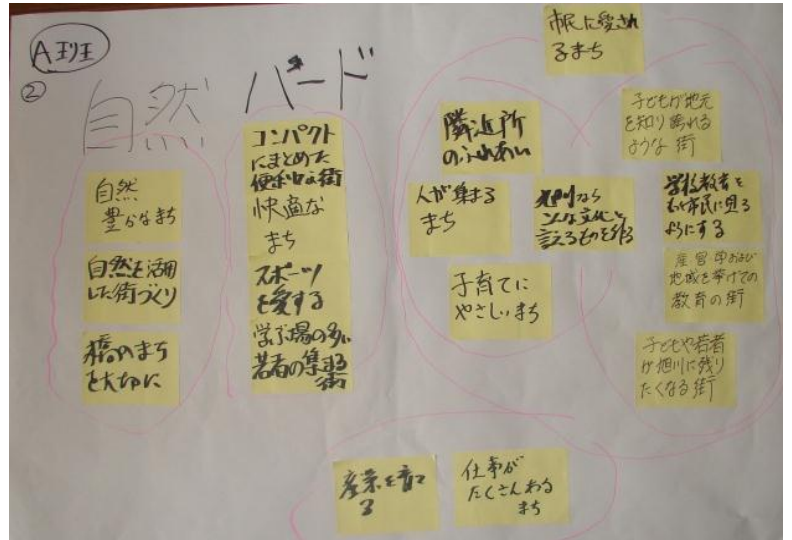 A班
②
自然
ハード
自然
豊かなまち
自然を活用
した街づくり
橋のまち
を大切に
コンパクト
にまとめた
便利な街
快適な
まち
スポーツ
を愛する
学ぶ場の多い
若者の集まる
街
市民に愛され
るまち
隣近所
のふれあい
人が集まる
まち
旭川なら
こんな文化と
言えるものを作る
子育てに
やさしいまち
子どもが地元
を知り誇れる
ような街
学校教育を
もっと市民に見る
ようにする
産・官・学および
地域を挙げての
教育の街
子どもや若者
が旭川に残り
たくなる街
産業を育て
る
仕事が
たくさんある
まち